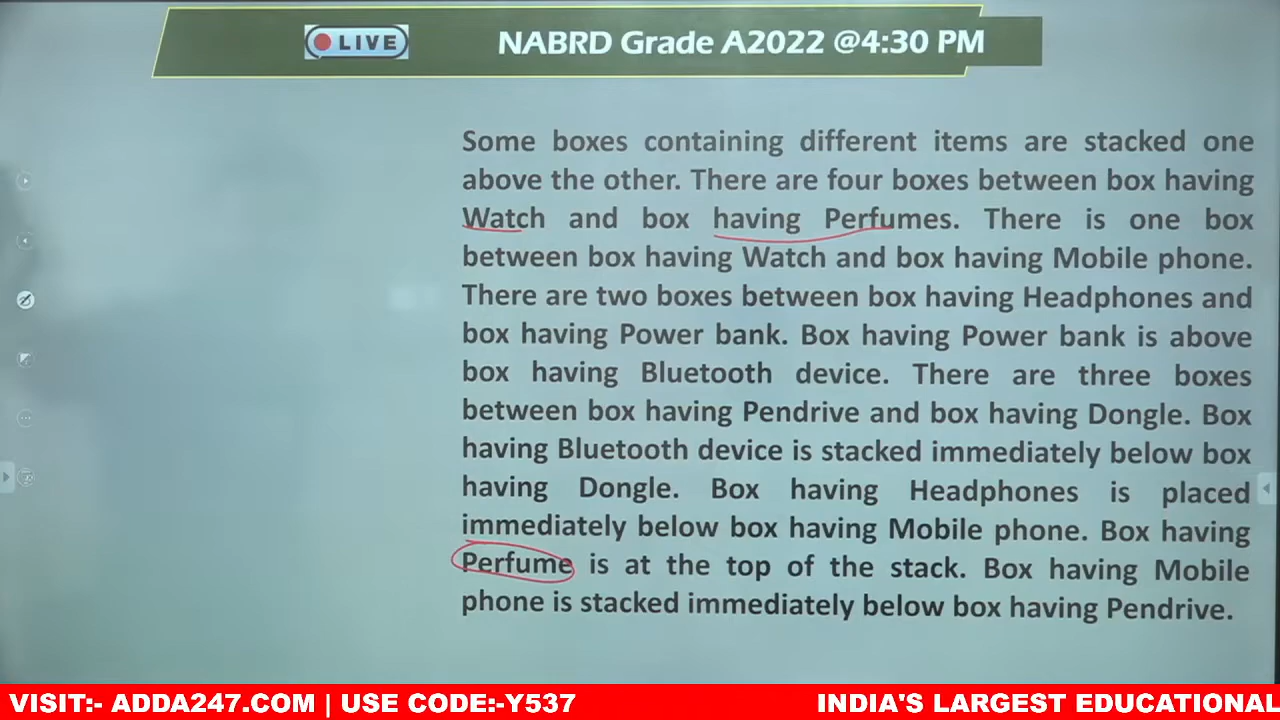 LIVE
NABRD Grade A2022 @4:30 PM
Some boxes containing different items are stacked one
above the other. There are four boxes between box having
Watch and box having Perfumes. There is one box
between box having Watch and box having Mobile phone.
There are two boxes between box having Headphones and
box having Power bank. Box having Power bank is above
box having Bluetooth device. There are three boxes
between box having Pendrive and box having Dongle. Box
having Bluetooth device is stacked immediately below box
having Dongle. Box having Headphones is placed
immediately below box having Mobile phone. Box having
Perfume is at the top of the stack. Box having Mobile
phone is stacked immediately below box having Pendrive.
VISIT:- ADDA247.COM | USE CODE:-Y537
INDIA'S LARGEST EDUCATIONAL